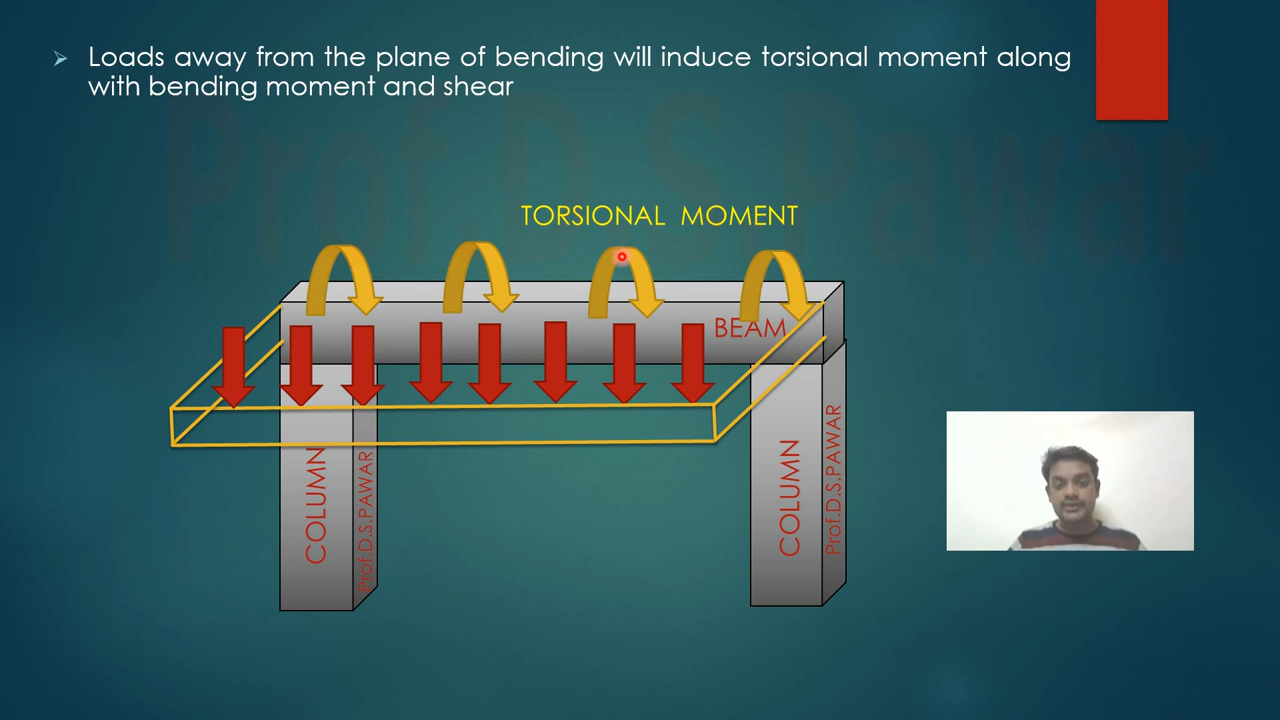 Loads away from the plane of bending will induce torsional moment along
with bending moment and shear
Prof.D.S.Pawar
TORSIONAL MOMENT
BEAM
COLUMN
Prof.D.S.PAWAR
COLUMN
Prof.D.S.PAWAR